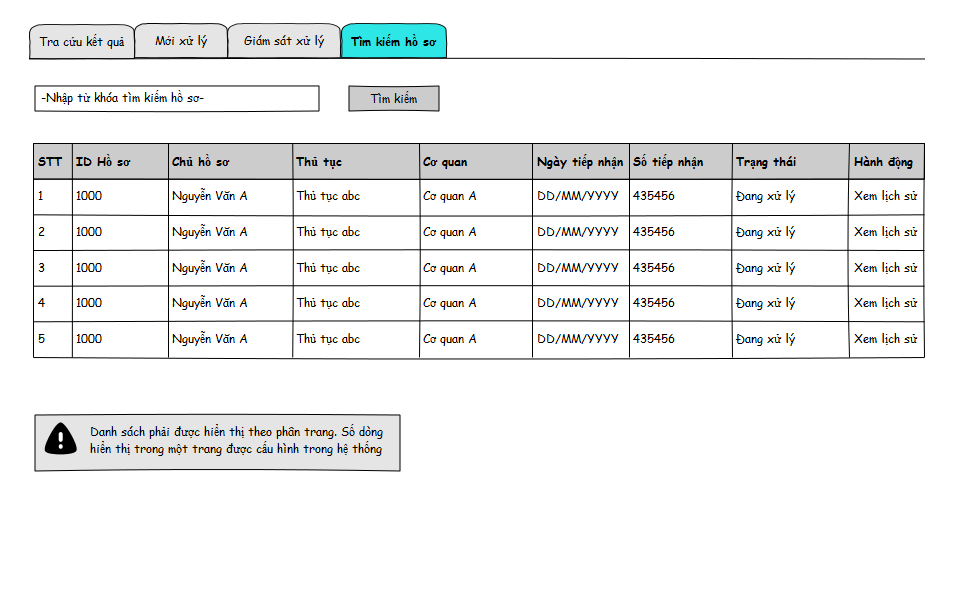 Tra cứu kết quả Mới xử lý Giám sát xử lý Tìm kiếm hồ sơ
-Nhập từ khóa tìm kiếm hồ sơ- Tìm kiếm
STT ID Hồ sơ Chủ hồ sơ Thủ tục Cơ quan Ngày tiếp nhận Số tiếp nhận Trạng thái Hành động
1 1000 Nguyễn Văn A Thủ tục abc Cơ quan A DD/MM/YYYY 435456 Đang xử lý Xem lịch sử
2 1000 Nguyễn Văn A Thủ tục abc Cơ quan A DD/MM/YYYY 435456 Đang xử lý Xem lịch sử
3 1000 Nguyễn Văn A Thủ tục abc Cơ quan A DD/MM/YYYY 435456 Đang xử lý Xem lịch sử
4 1000 Nguyễn Văn A Thủ tục abc Cơ quan A DD/MM/YYYY 435456 Đang xử lý Xem lịch sử
5 1000 Nguyễn Văn A Thủ tục abc Cơ quan A DD/MM/YYYY 435456 Đang xử lý Xem lịch sử
Danh sách phải được hiển thị theo phân trang. Số dòng
hiển thị trong một trang được cấu hình trong hệ thống